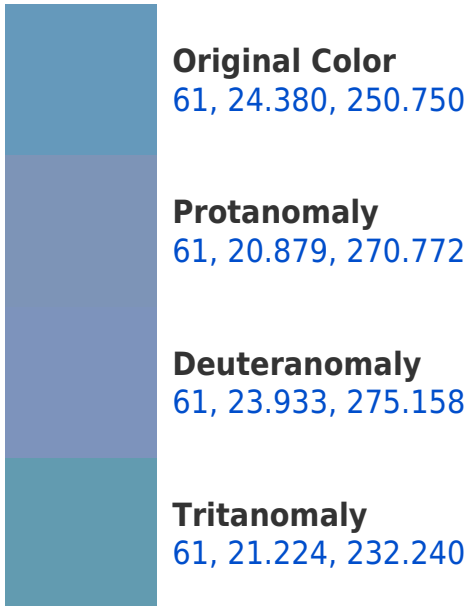 Original Color
61, 24.380, 250.750
Protanomaly
61, 20.879, 270.772
Deuteranomaly
61, 23.933, 275.158
Tritanomaly
61, 21.224, 232.240